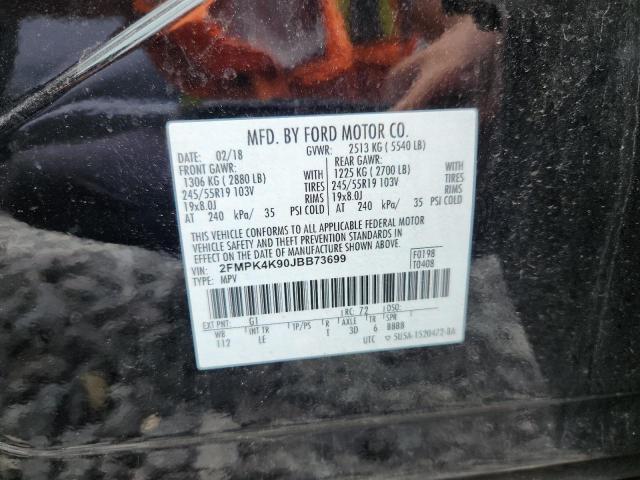 MFD. BY FORD MOTOR CO.
DATE: 02/18 GVWR: 2513 KG ( 5540 LB)
FRONT GAWR: REAR GAWR:
1306 KG ( 2880 LB) WITH 1225 KG ( 2700 LB) WITH
245/55R19 103V TIRES 245/55R19 103V TIRES
19x8.0J RIMS 19x8.0J RIMS
AT 240 kPa/ 35 PSI COLD AT 240 kPa/ 35 PSI COLD
THIS VEHICLE CONFORMS TO ALL APPLICABLE FEDERAL MOTOR
VEHICLE SAFETY AND THEFT PREVENTION STANDARDS IN
EFFECT ON THE DATE OF MANUFACTURE SHOWN ABOVE.
VIN: 2FMPK4K90JBB73699 F0198
TYPE: MPV T0408
EXT PNT: G1 RC: 72 DSO:
WB INT TR TP/PS R AXLE TR SPR
112 LE T 3D 6 BBBB
UTC 5U5A-1520472-BA